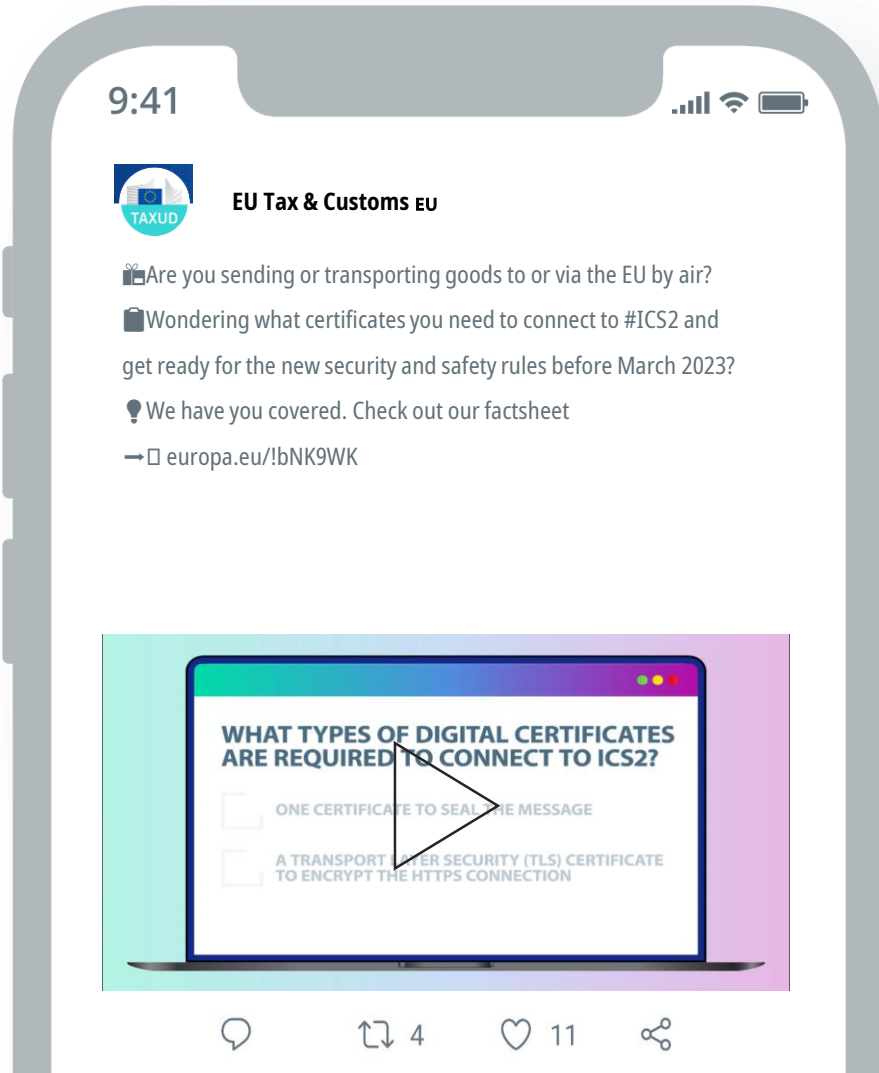 9:41
TAXUD
EU Tax & Customs EU
Are you sending or transporting goods to or via the EU by air?
Wondering what certificates you need to connect to #ICS2 and
get ready for the new security and safety rules before March 2023?
We have you covered. Check out our factsheet
→ europa.eu/!bNK9WK
WHAT TYPES OF DIGITAL CERTIFICATES
ARE REQUIRED TO CONNECT TO ICS2?
ONE CERTIFICATE TO SEAL THE MESSAGE
A TRANSPORT LAYER SECURITY (TLS) CERTIFICATE
TO ENCRYPT THE HTTPS CONNECTION
4 11